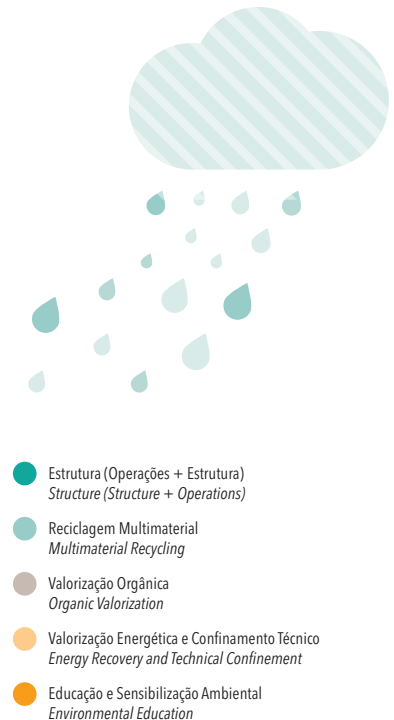 Estrutura (Operações + Estrutura)
Structure (Structure + Operations)
Reciclagem Multimaterial
Multimaterial Recycling
Valorização Orgânica
Organic Valorization
Valorização Energética e Confinamento Técnico
Energy Recovery and Technical Confinement
Educação e Sensibilização Ambiental
Environmental Education